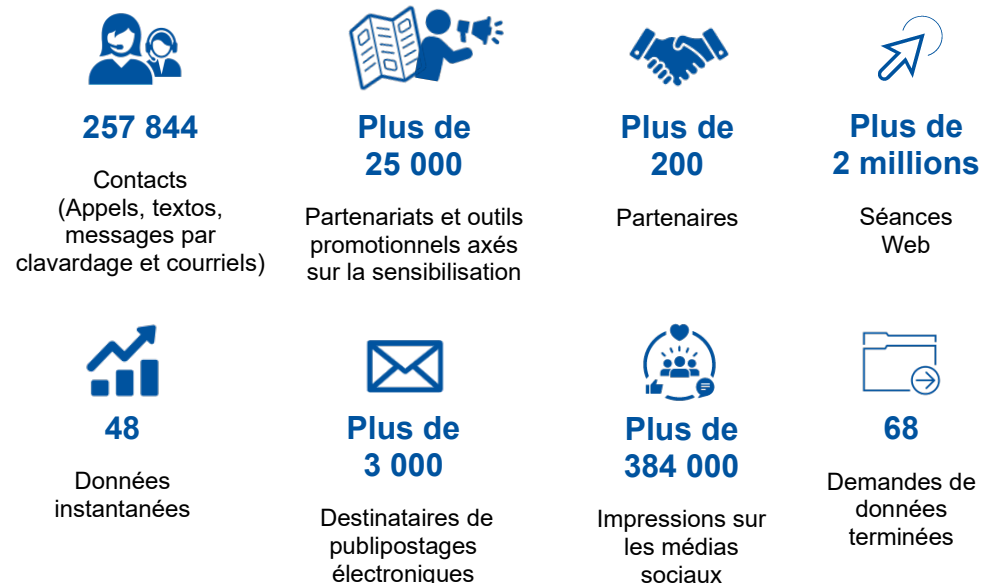 257 844
Contacts
(Appels, textos,
messages par
clavardage et courriels)
Plus de
25 000
Partenariats et outils
promotionnels axés
sur la sensibilisation
Plus de
200
Partenaires
Plus de
2 millions
Séances
Web
48
Données
instantanées
Plus de
3 000
Destinataires de
publipostages
électroniques
Plus de
384 000
Impressions sur
les médias
sociaux
68
Demandes de
données
terminées